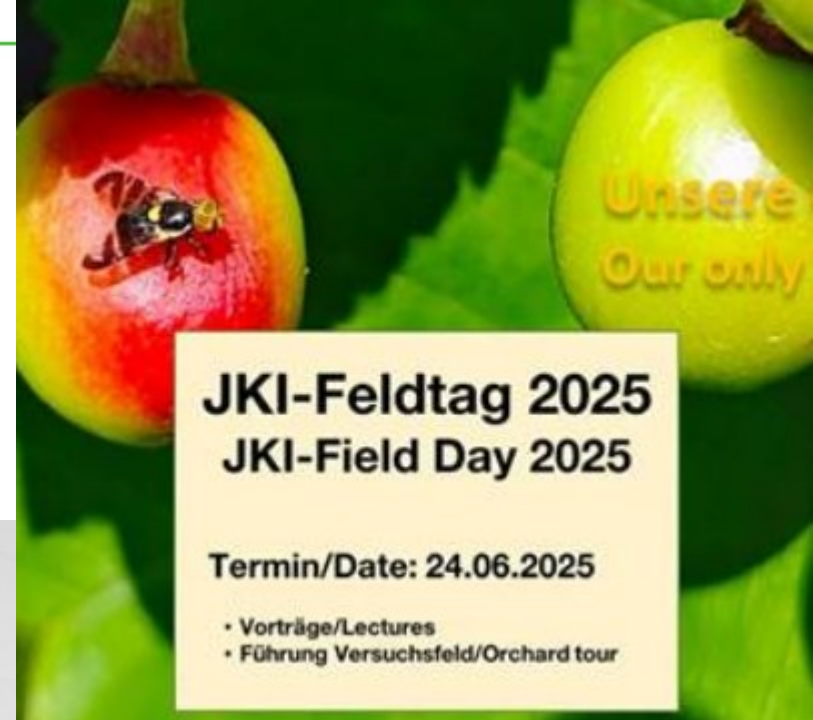 Unsere
Our only
JKI-Feldtag 2025
JKI-Field Day 2025
Termin/Date: 24.06.2025
• Vorträge/Lectures
• Führung Versuchsfeld/Orchard tour